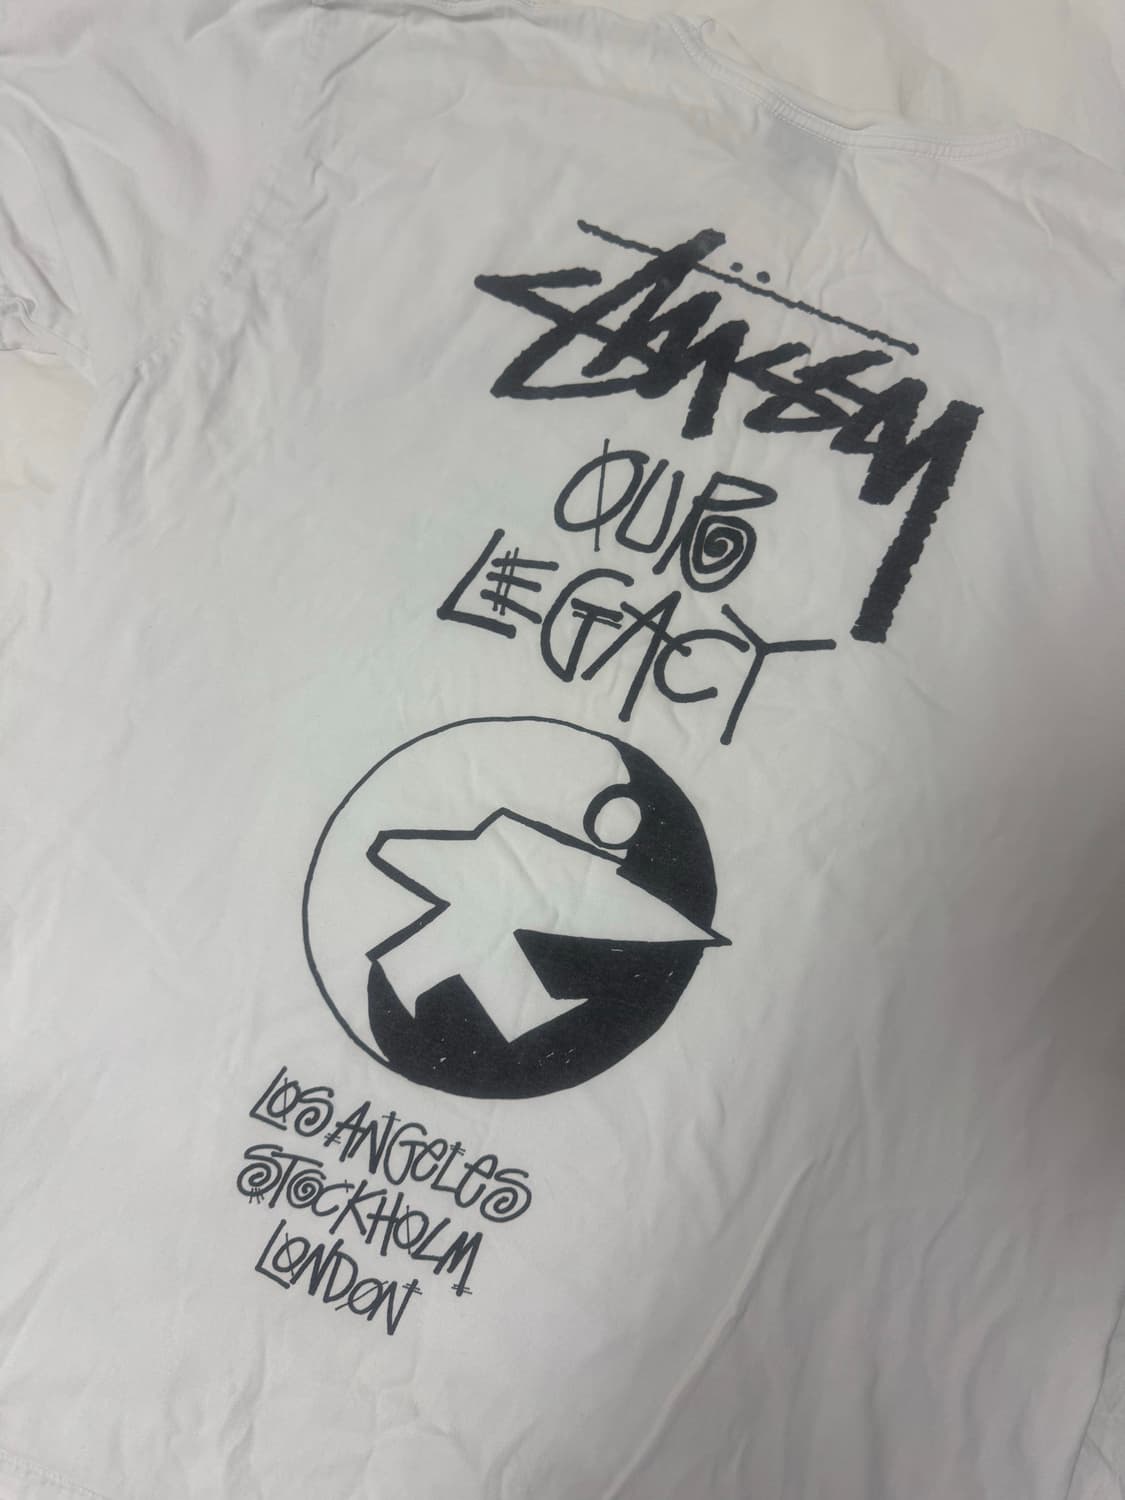 Stüssy
OUR
LEGACY
LOS ANGELES
STOCKHOLM
LONDON